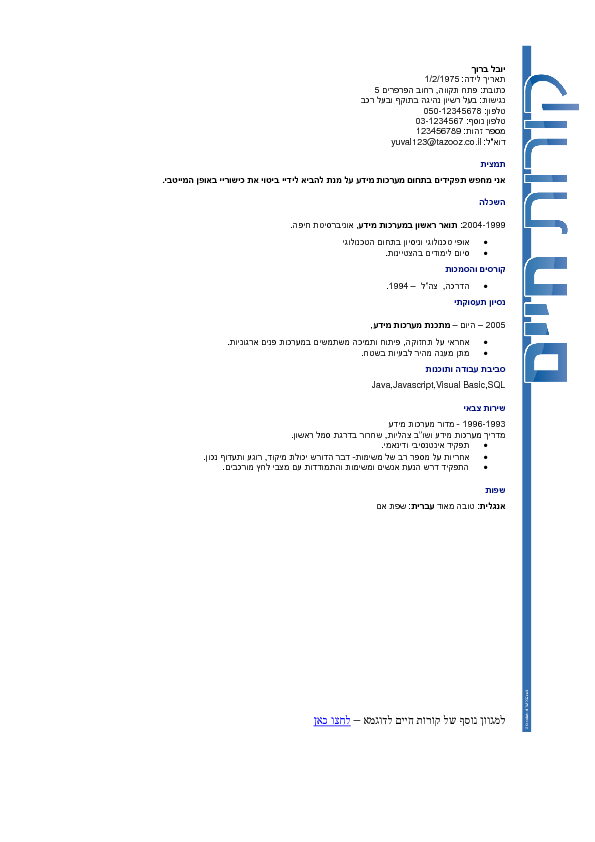 קורות חיים
יובל ברוך
תאריך לידה: 1/2/1975
כתובת: פתח תקווה, רחוב הפרפרים 5
נגישות: בעל רשיון נהיגה בתוקף ובעל רכב
טלפון: 050-12345678
טלפון נוסף: 03-1234567
מספר זהות: 123456789
דוא"ל: yuval123@tazooz.co.il
תמצית
אני מחפש תפקידים בתחום מערכות מידע על מנת להביא לידיי ביטוי את כישוריי באופן המייטבי.
השכלה
2004-1999: תואר ראשון במערכות מידע, אוניברסיטת חיפה.
• אופי טכנולוגי וניסיון בתחום הטכנולוגי
• סיום לימודים בהצטיינות.
קורסים והסמכות
• הדרכה, צה"ל – 1994.
נסיון תעסוקתי
2005 – היום – מתכנת מערכות מידע,
• אחראי על תחזוקה, פיתוח ותמיכה משתמשים במערכות פנים ארגוניות.
• מתן מענה מהיר לבעיות בשטח.
סביבת עבודה ותוכנות
Java,Javascript,Visual Basic,SQL
שירות צבאי
1996-1993 - מדור מערכות מידע
מדריך מערכות מידע ושו"ב צהליות, שחרור בדרגת סמל ראשון.
• תפקיד אינטנסיבי ודינאמי.
• אחריות על מספר רב של משימות- דבר הדורש יכולת מיקוד, רוגע ותעדוף נכון.
• התפקיד דרש הנעת אנשים ומשימות והתמודדות עם מצבי לחץ מורכבים.
שפות
אנגלית: טובה מאוד עברית: שפת אם
למגוון נוסף של קורות חיים לדוגמא – לחצו כאן